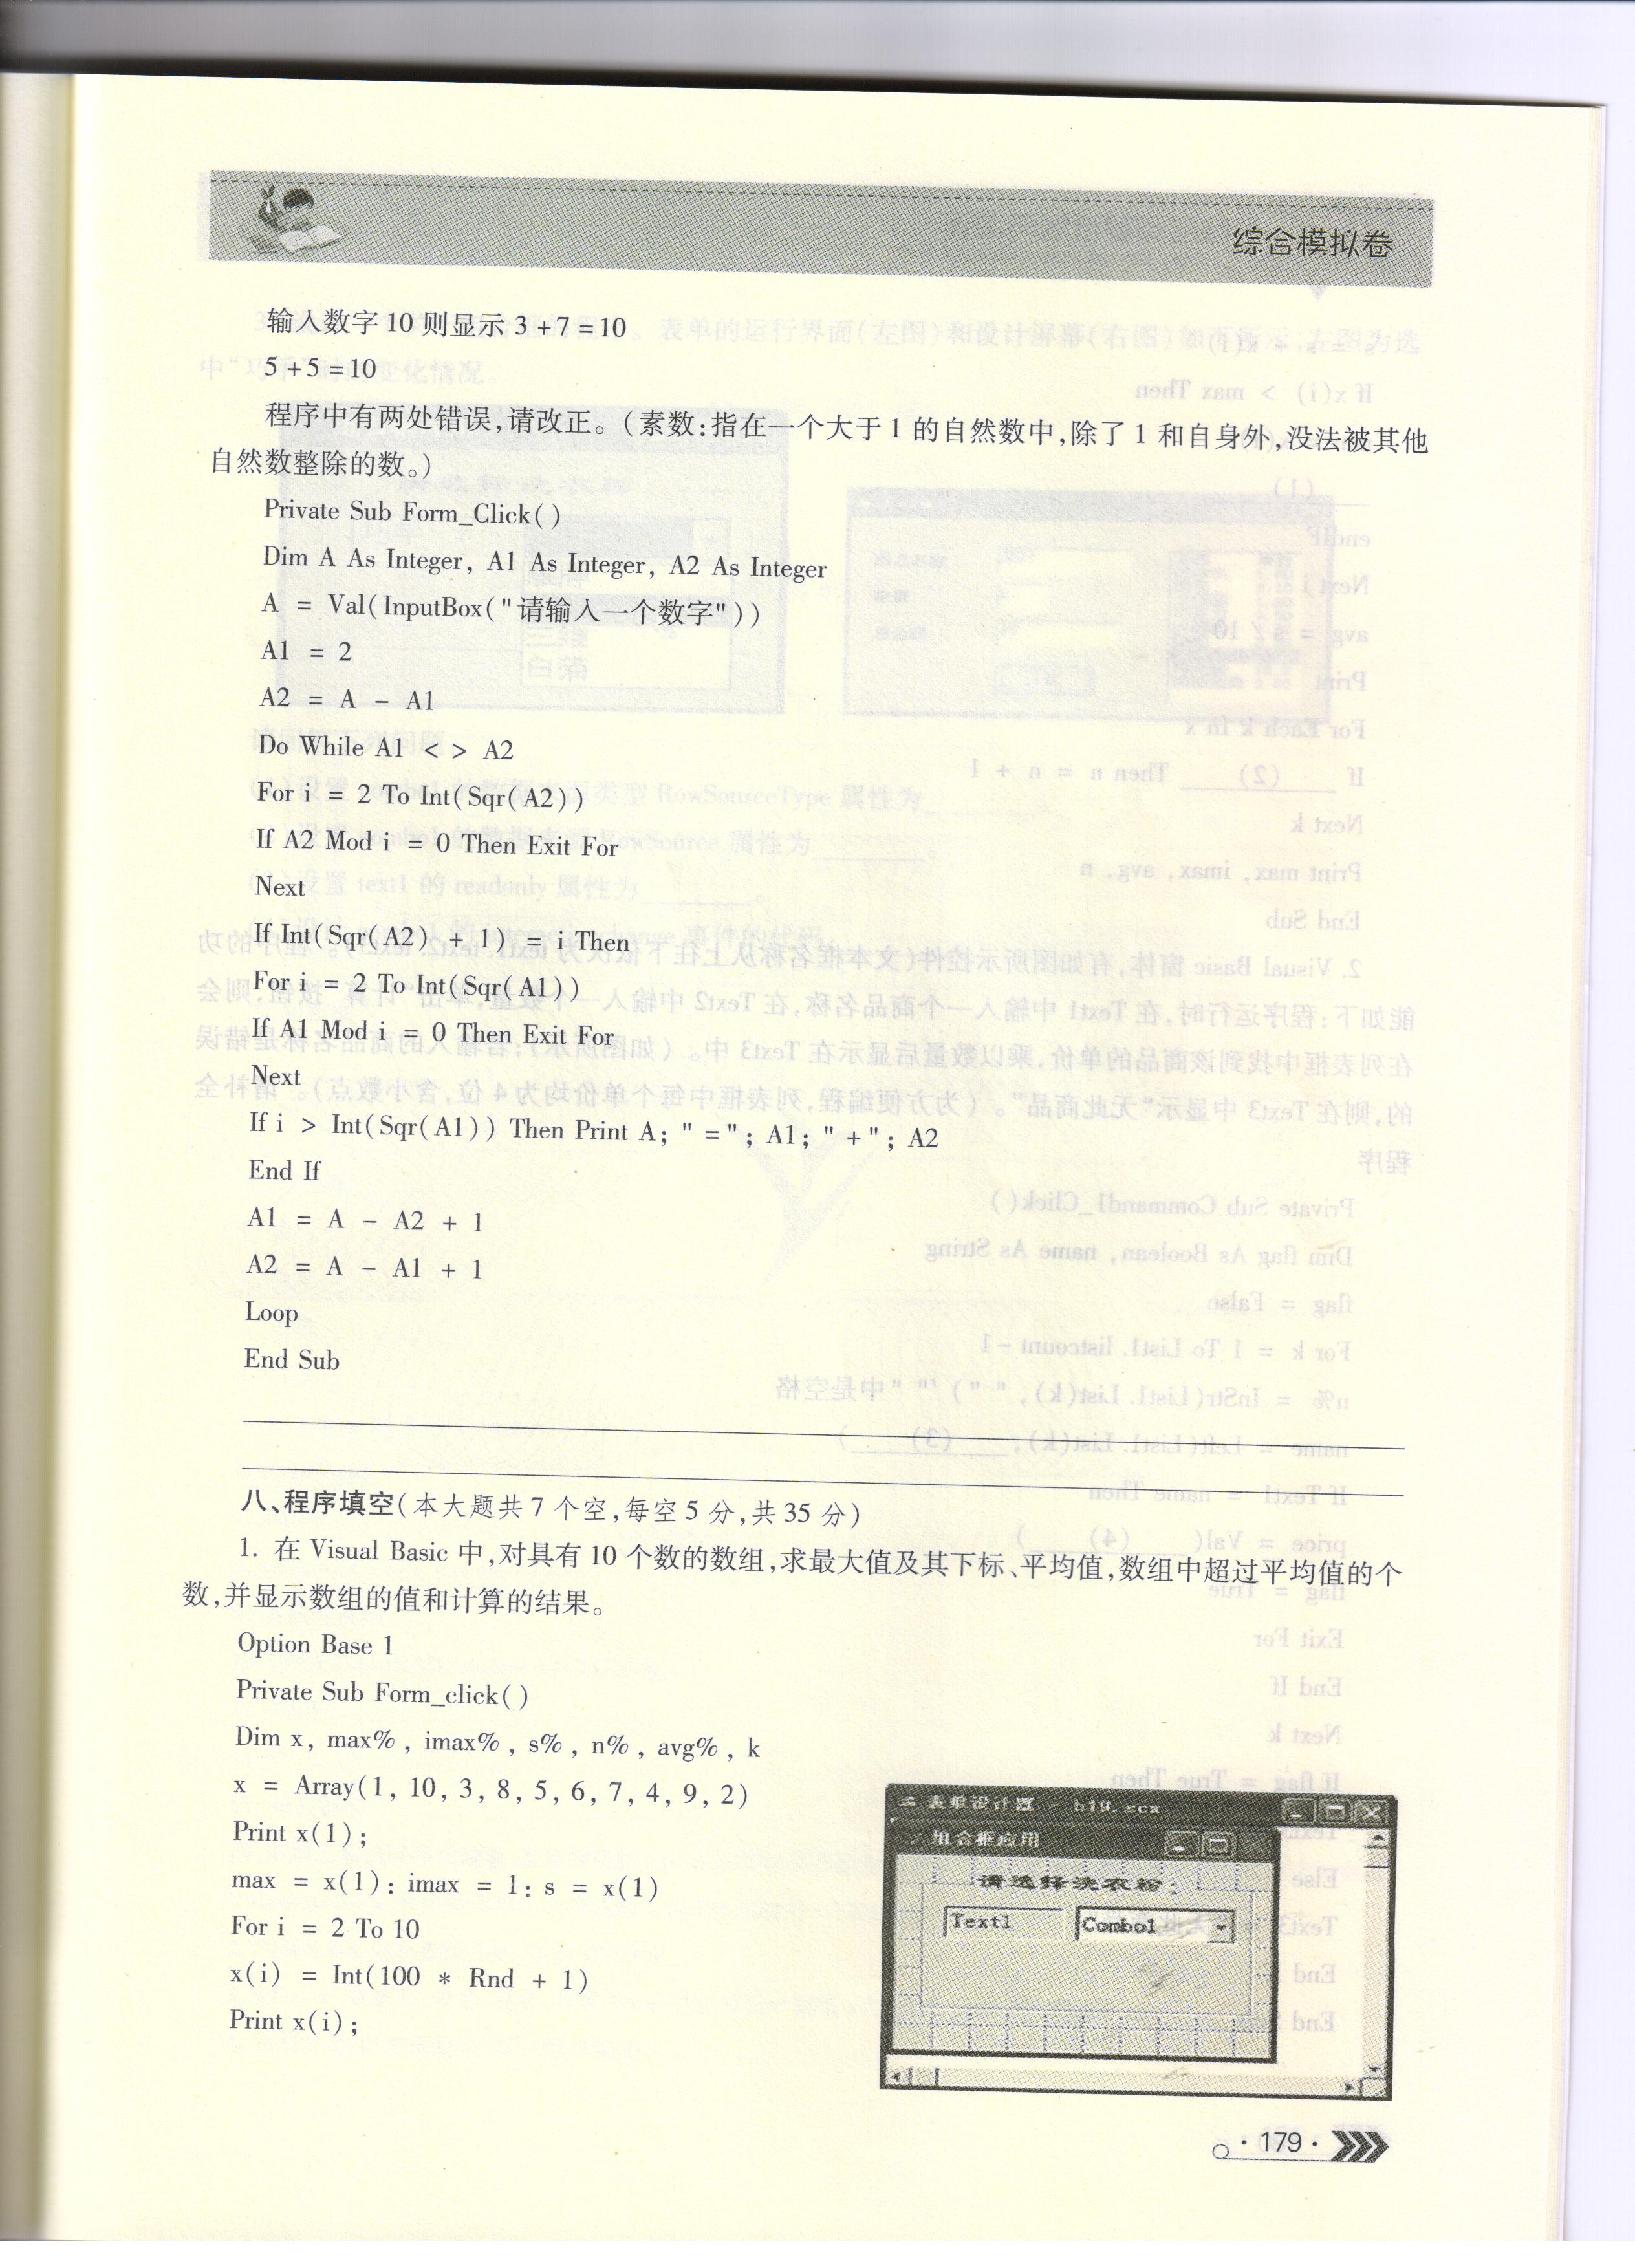 综合模拟卷
输入数字 10 则显示 3 +7 =10
5 +5 =10
程序中有两处错误,请改正。(素数:指在一个大于 1 的自然数中,除了 1 和自身外,没法被其他
自然数整除的数。)
Private Sub Form_Click( )
Dim A As Integer, A1 As Integer, A2 As Integer
A = Val(InputBox("请输入一个数字"))
A1 = 2
A2 = A - A1
Do While A1 < > A2
For i = 2 To Int(Sqr(A2))
If A2 Mod i = 0 Then Exit For
Next
If Int(Sqr(A2) + 1) = i Then
For i = 2 To Int(Sqr(A1))
If A1 Mod i = 0 Then Exit For
Next
If i > Int(Sqr(A1)) Then Print A; " ="; A1; " +"; A2
End If
A1 = A - A2 + 1
A2 = A - A1 + 1
Loop
End Sub
八、程序填空(本大题共 7 个空,每空 5 分,共 35 分)
1. 在 Visual Basic 中,对具有 10 个数的数组,求最大值及其下标、平均值,数组中超过平均值的个
数,并显示数组的值和计算的结果。
Option Base 1
Private Sub Form_click( )
Dim x, max% , imax% , s% , n% , avg% , k
x = Array(1, 10, 3, 8, 5, 6, 7, 4, 9, 2)
Print x(1);
max = x(1): imax = 1: s = x(1)
For i = 2 To 10
x(i) = Int(100 * Rnd + 1)
Print x(i);
表单设计器 - b19.scx
组合框应用
请选择洗衣粉:
Text1 Combo1
· 179 ·